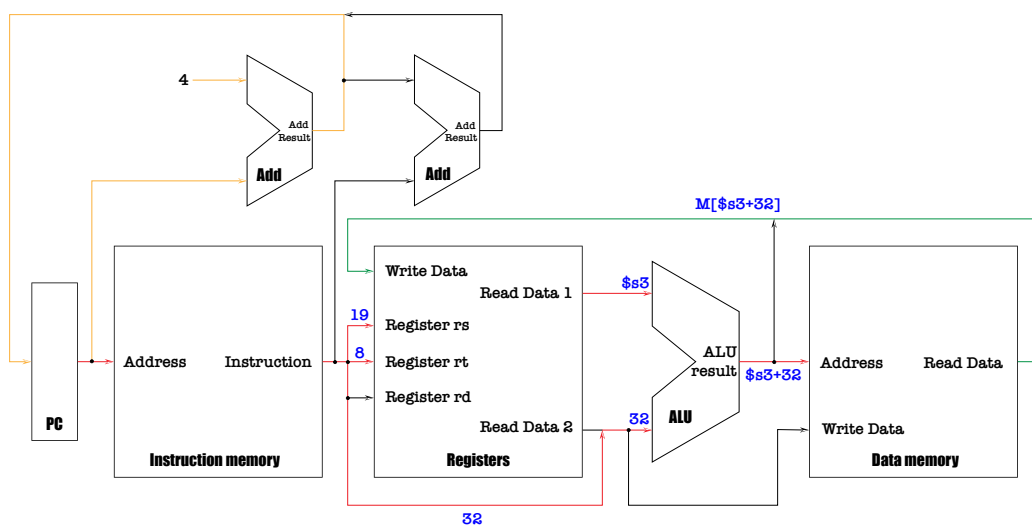 4
Add
Result
Add
Add
Result
Add
M[$s3+32]
PC
Address
Instruction
Instruction memory
Write Data
Read Data 1
19
Register rs
8
Register rt
Register rd
Read Data 2
Registers
32
$s3
32
ALU
result
ALU
$s3+32
Address
Read Data
Write Data
Data memory